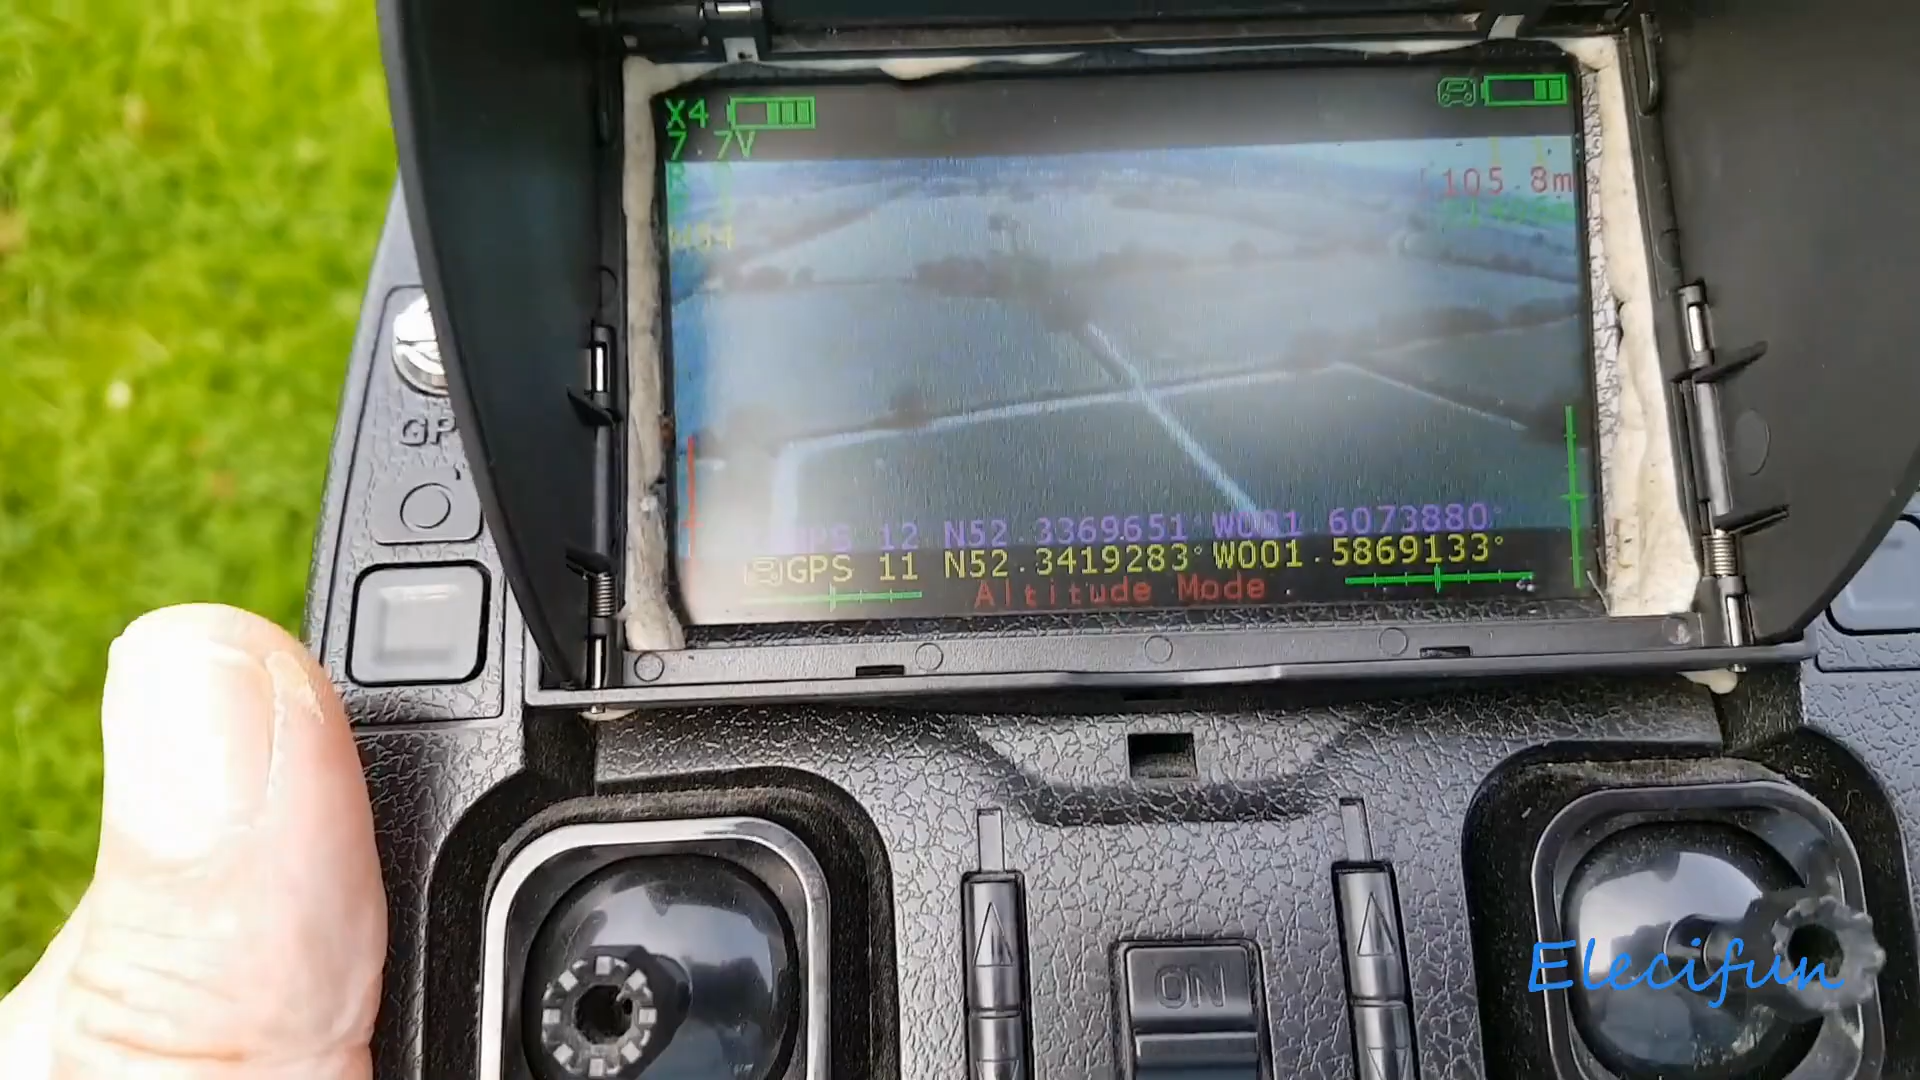 X4
7.7V
105.8m
GPS 12 N52.3369651° W001.6073880°
GPS 11 N52.3419283° W001.5869133°
Altitude Mode
GP
ON
Elecifun